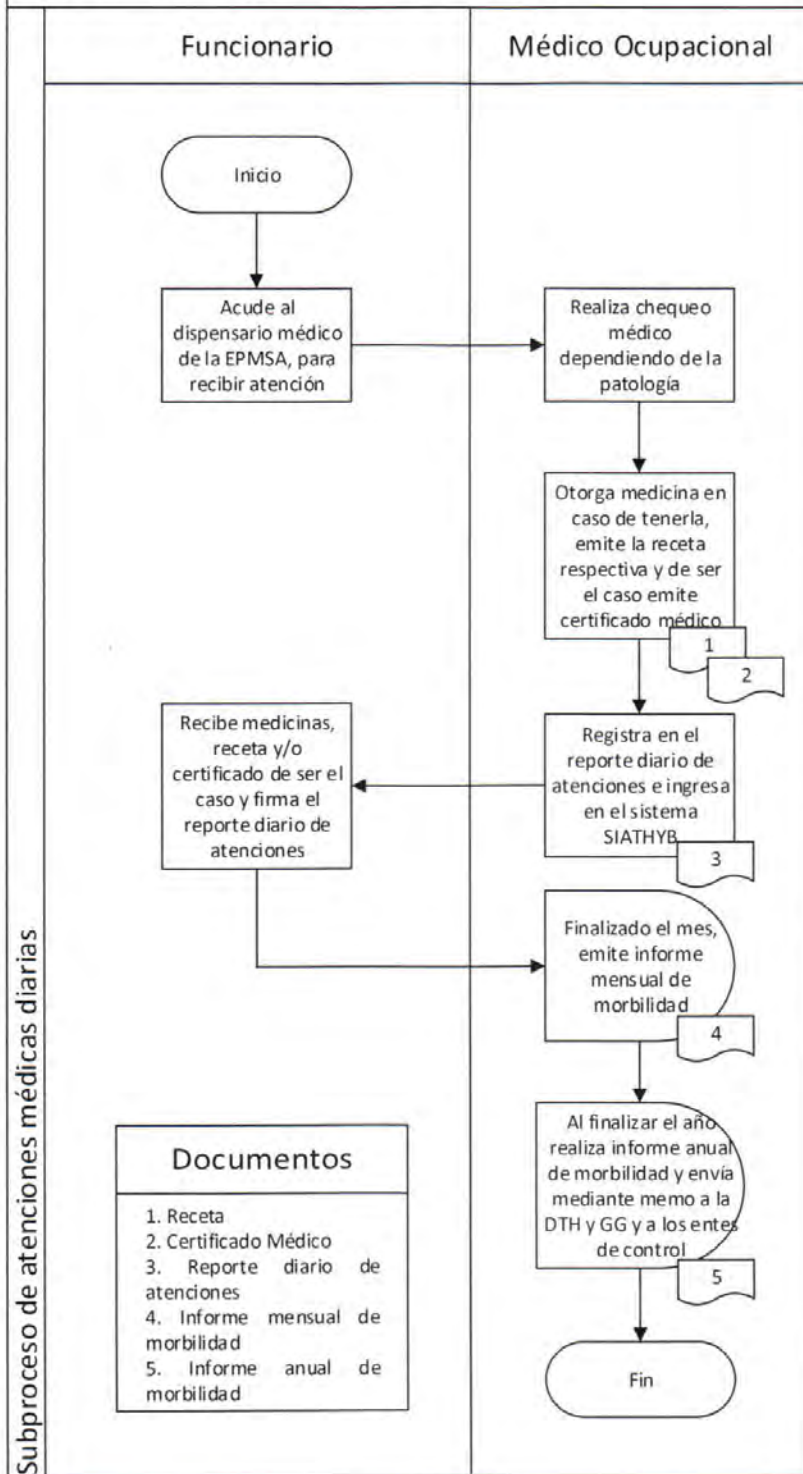 Funcionario
Médico Ocupacional
Subproceso de atenciones médicas diarias
Inicio
Acude al
dispensario médico
de la EPMSA, para
recibir atención
Realiza chequeo
médico
dependiendo de la
patología
Otorga medicina en
caso de tenerla,
emite la receta
respectiva y de ser
el caso emite
certificado médico
1
2
Registra en el
reporte diario de
atenciones e ingresa
en el sistema
SIATHYB
3
Recibe medicinas,
receta y/o
certificado de ser el
caso y firma el
reporte diario de
atenciones
Finalizado el mes,
emite informe
mensual de
morbilidad
4
Al finalizar el año
realiza informe anual
de morbilidad y envía
mediante memo a la
DTH y GG y a los entes
de control
5
Fin
Documentos
1. Receta
2. Certificado Médico
3. Reporte diario de
atenciones
4. Informe mensual de
morbilidad
5. Informe anual de
morbilidad